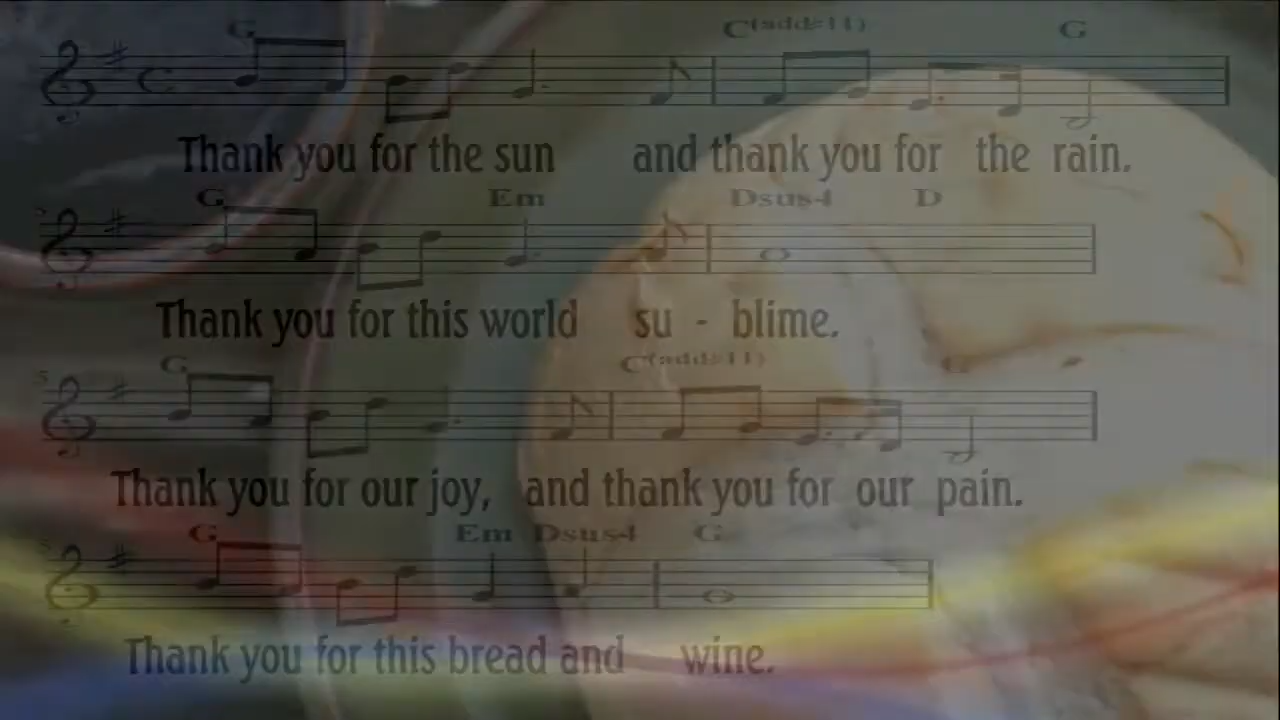 G C(add#11) G
Thank you for the sun and thank you for the rain.
G Em Dsus4 D
Thank you for this world su - blime.
G C(add#11) G
5
Thank you for our joy, and thank you for our pain.
G Em Dsus4 G
Thank you for this bread and wine.